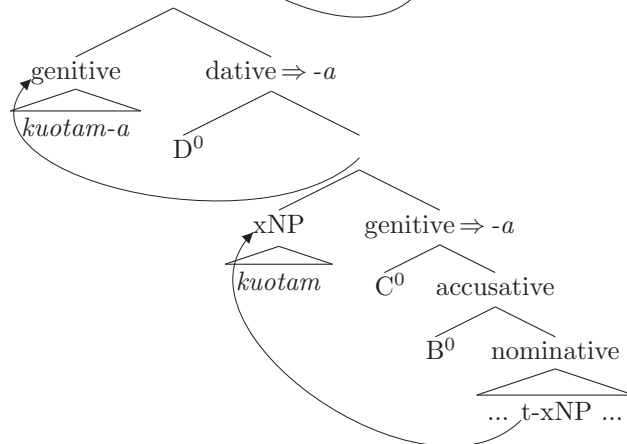 genitive dative ⇒ -a
kuotam-a D⁰
xNP genitive ⇒ -a
kuotam C⁰ accusative
B⁰ nominative
... t-xNP ...